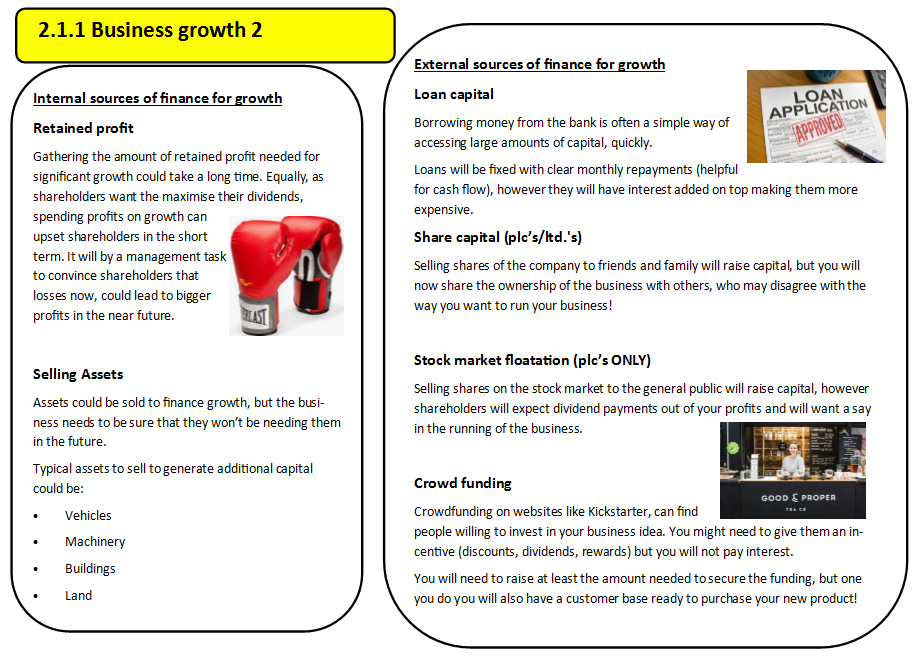 2.1.1 Business growth 2
Internal sources of finance for growth
Retained profit
Gathering the amount of retained profit needed for
significant growth could take a long time. Equally, as
shareholders want the maximise their dividends,
spending profits on growth can
upset shareholders in the short
term. It will by a management task
to convince shareholders that
losses now, could lead to bigger
profits in the near future.
EVERLAST
Selling Assets
Assets could be sold to finance growth, but the busi-
ness needs to be sure that they won't be needing them
in the future.
Typical assets to sell to generate additional capital
could be:
• Vehicles
• Machinery
• Buildings
• Land
External sources of finance for growth
Loan capital
Borrowing money from the bank is often a simple way of
accessing large amounts of capital, quickly.
Loans will be fixed with clear monthly repayments (helpful
for cash flow), however they will have interest added on top making them more
expensive.
LOAN
APPLICATION
APPROVED
Share capital (plc's/ltd.'s)
Selling shares of the company to friends and family will raise capital, but you will
now share the ownership of the business with others, who may disagree with the
way you want to run your business!
Stock market floatation (plc's ONLY)
Selling shares on the stock market to the general public will raise capital, however
shareholders will expect dividend payments out of your profits and will want a say
in the running of the business.
GOOD & PROPER
TEA CO
Crowd funding
Crowdfunding on websites like Kickstarter, can find
people willing to invest in your business idea. You might need to give them an in-
centive (discounts, dividends, rewards) but you will not pay interest.
You will need to raise at least the amount needed to secure the funding, but one
you do you will also have a customer base ready to purchase your new product!